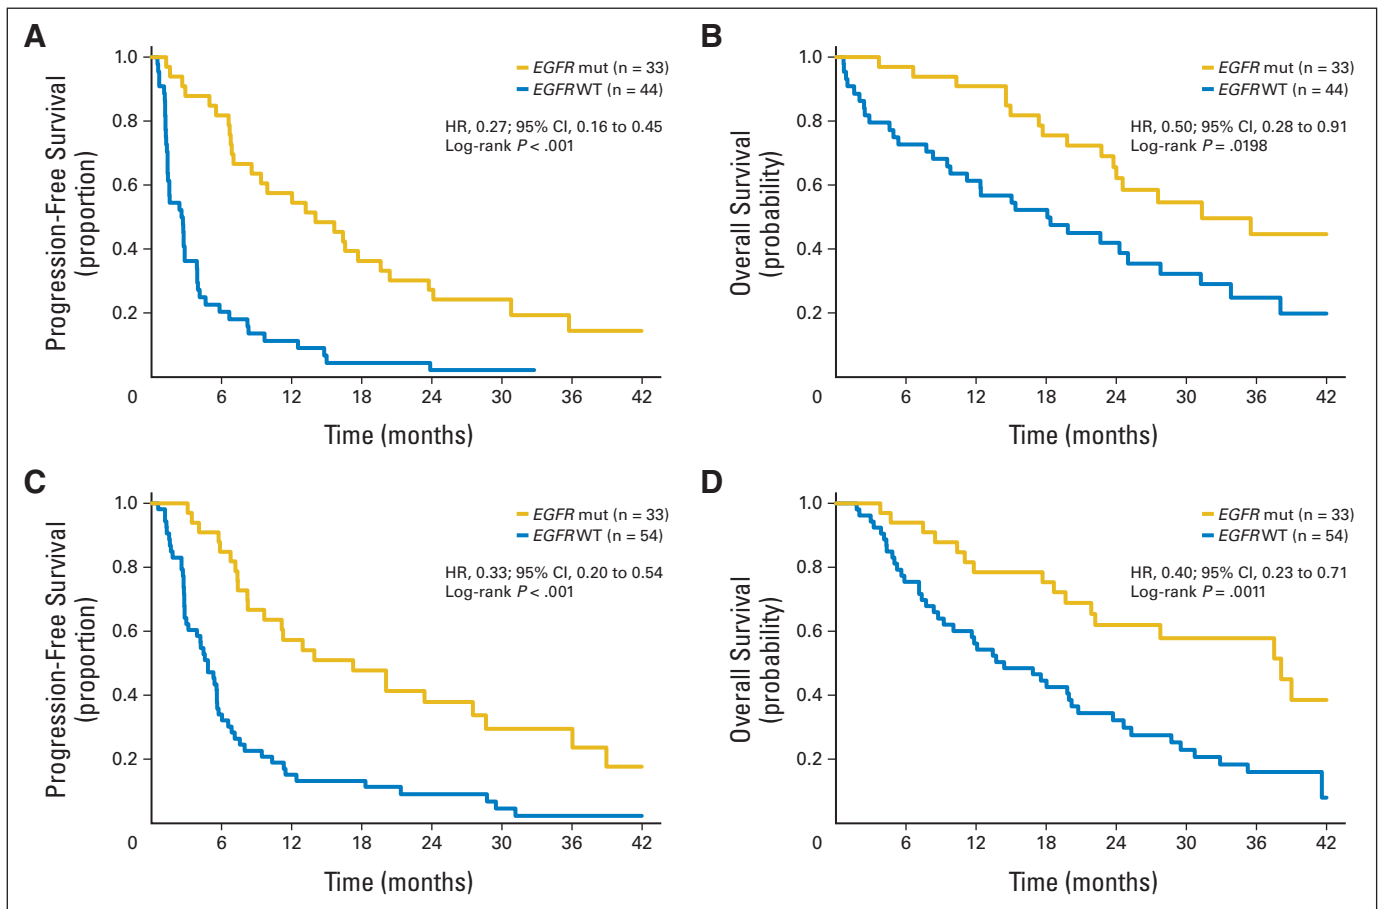 A
Progression-Free Survival
(proportion)
1.0
0.8
0.6
0.4
0.2
EGFR mut (n = 33)
EGFR WT (n = 44)
HR, 0.27; 95% CI, 0.16 to 0.45
Log-rank P < .001
0 6 12 18 24 30 36 42
Time (months)
B
Overall Survival
(probability)
1.0
0.8
0.6
0.4
0.2
EGFR mut (n = 33)
EGFR WT (n = 44)
HR, 0.50; 95% CI, 0.28 to 0.91
Log-rank P = .0198
0 6 12 18 24 30 36 42
Time (months)
C
Progression-Free Survival
(proportion)
1.0
0.8
0.6
0.4
0.2
EGFR mut (n = 33)
EGFR WT (n = 54)
HR, 0.33; 95% CI, 0.20 to 0.54
Log-rank P < .001
0 6 12 18 24 30 36 42
Time (months)
D
Overall Survival
(probability)
1.0
0.8
0.6
0.4
0.2
EGFR mut (n = 33)
EGFR WT (n = 54)
HR, 0.40; 95% CI, 0.23 to 0.71
Log-rank P = .0011
0 6 12 18 24 30 36 42
Time (months)